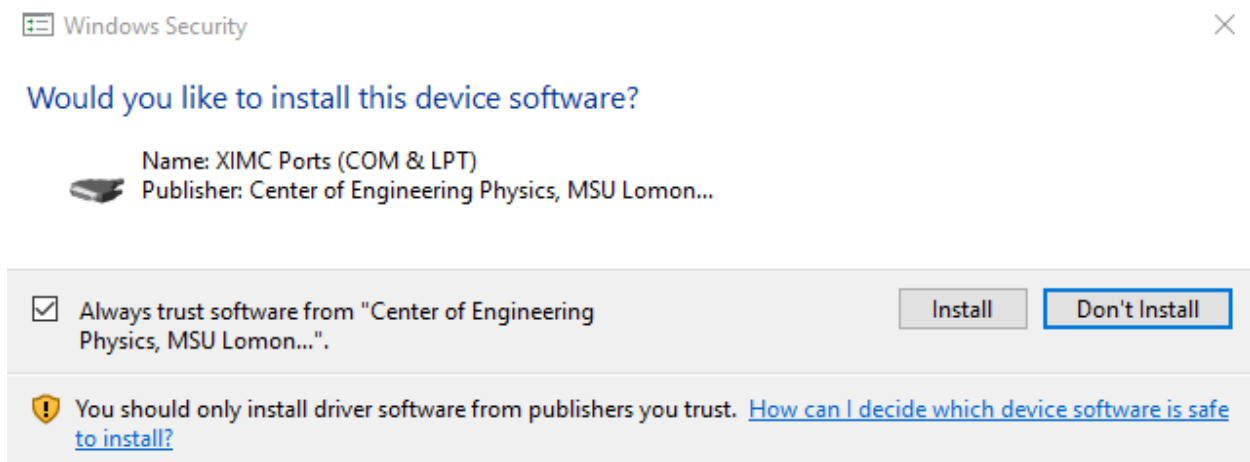 Windows Security
Would you like to install this device software?
Name: XIMC Ports (COM & LPT)
Publisher: Center of Engineering Physics, MSU Lomon...
Always trust software from "Center of Engineering
Physics, MSU Lomon...".
Install
Don't Install
You should only install driver software from publishers you trust. How can I decide which device software is safe
to install?